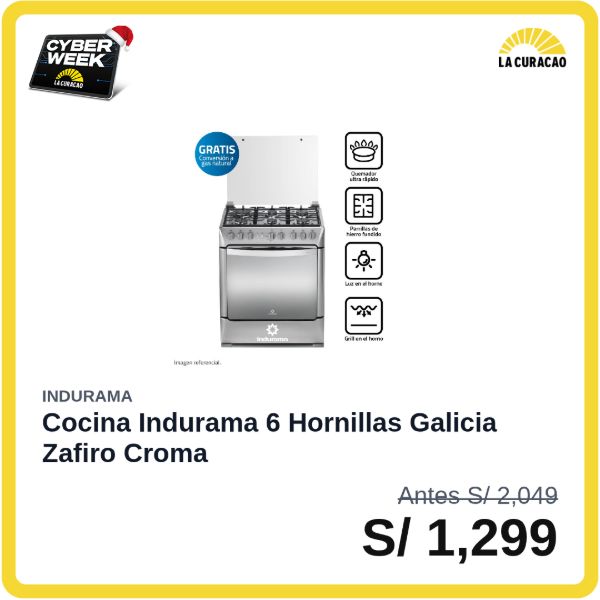 CYBER
WEEK
LA CURACAO
LA CURACAO
GRATIS
Conversión a
gas natural
Quemador
ultra rápido
Parrillas de
hierro fundido
Luz en el horno
Grill en el horno
indurama
Imagen referencial.
INDURAMA
Cocina Indurama 6 Hornillas Galicia
Zafiro Croma
Antes S/ 2,049
S/ 1,299